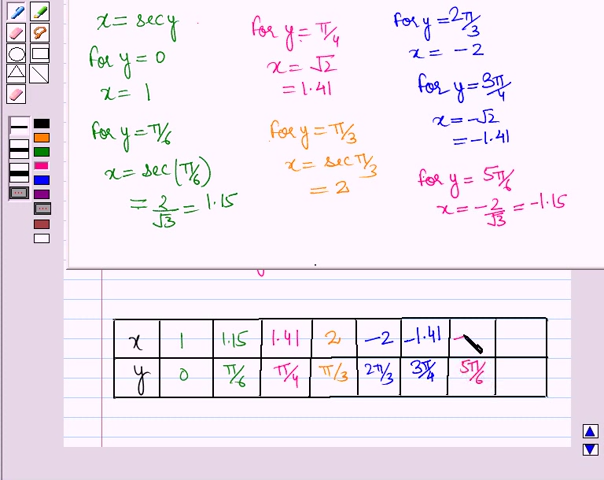 x = sec y
for y = 0
x = 1
for y = π/6
x = sec(π/6)
= 2/√3 = 1.15
for y = π/4
x = √2
= 1.41
for y = π/3
x = sec π/3
= 2
for y = 2π/3
x = -2
for y = 3π/4
x = -√2
= -1.41
for y = 5π/6
x = -2/√3 = -1.15
x 1 1.15 1.41 2 -2 -1.41 -
y 0 π/6 π/4 π/3 2π/3 3π/4 5π/6